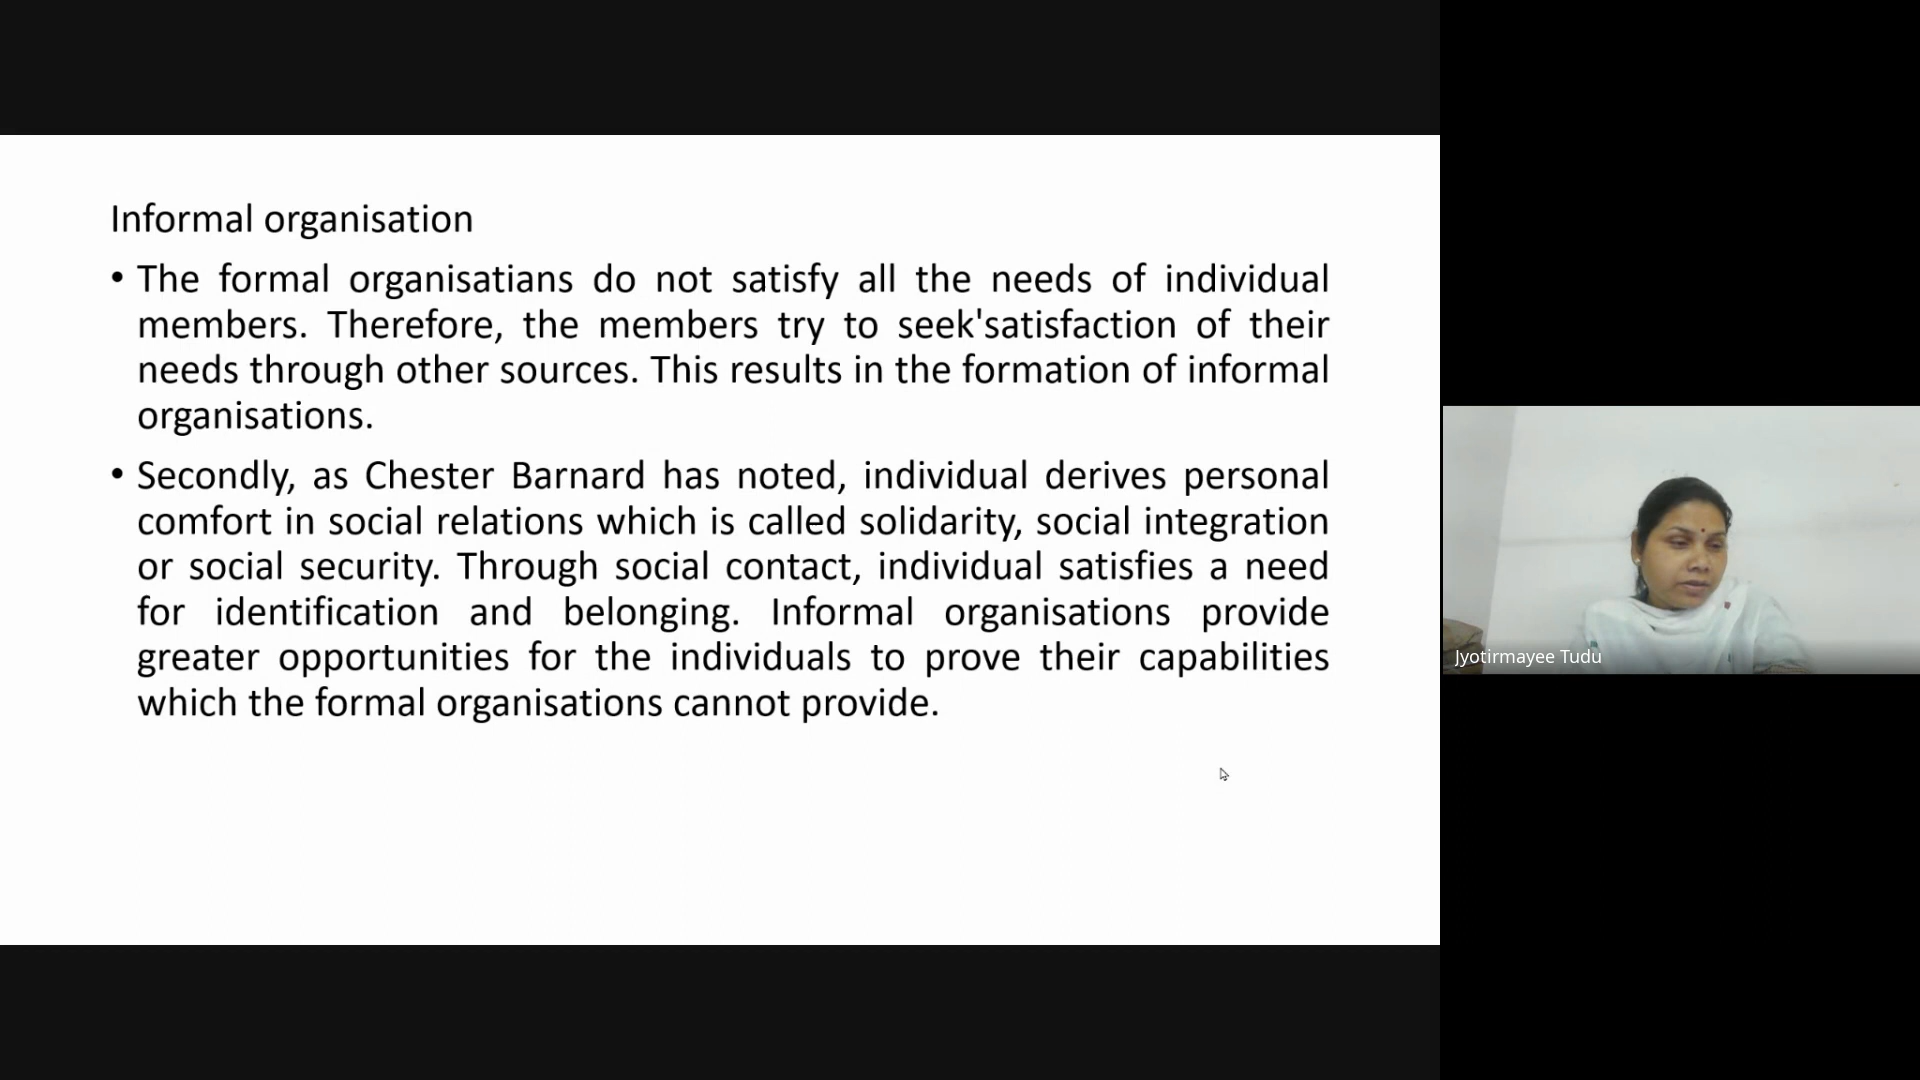 Informal organisation
• The formal organisatians do not satisfy all the needs of individual
members. Therefore, the members try to seek'satisfaction of their
needs through other sources. This results in the formation of informal
organisations.
• Secondly, as Chester Barnard has noted, individual derives personal
comfort in social relations which is called solidarity, social integration
or social security. Through social contact, individual satisfies a need
for identification and belonging. Informal organisations provide
greater opportunities for the individuals to prove their capabilities
which the formal organisations cannot provide.
Jyotirmayee Tudu